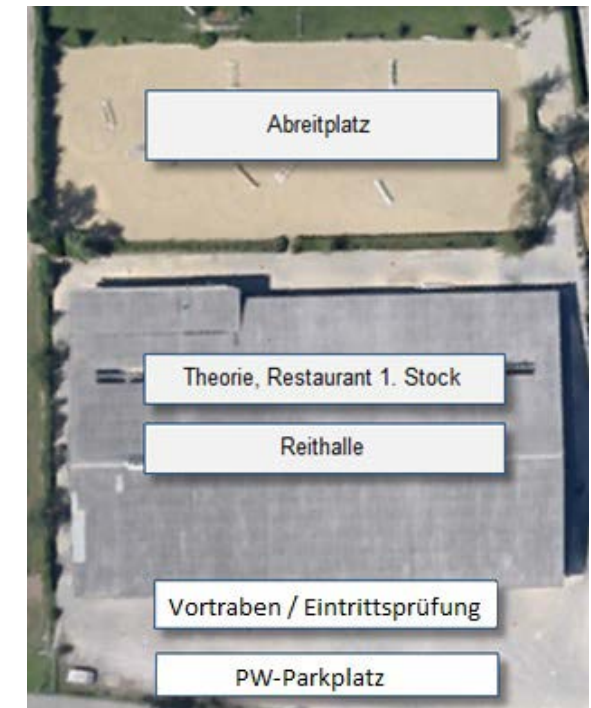 Abreitplatz
Theorie, Restaurant 1. Stock
Reithalle
Vortraben / Eintrittsprüfung
PW-Parkplatz